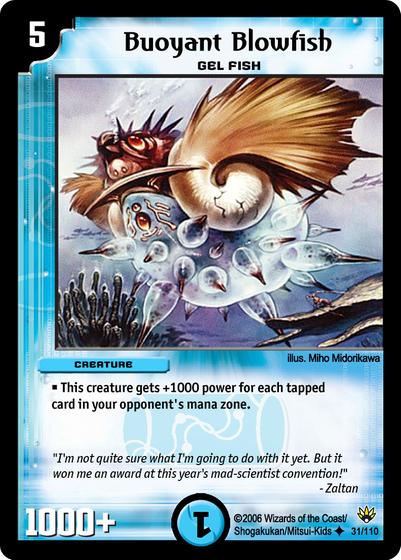 5
Buoyant Blowfish
GEL FISH
illus. Miho Midorikawa
CREATURE
▪ This creature gets +1000 power for each tapped
card in your opponent's mana zone.
"I'm not quite sure what I'm going to do with it yet. But it
won me an award at this year's mad-scientist convention!"
- Zaltan
1000+
1
©2006 Wizards of the Coast/
Shogakukan/Mitsui-Kids ✦ 31/110